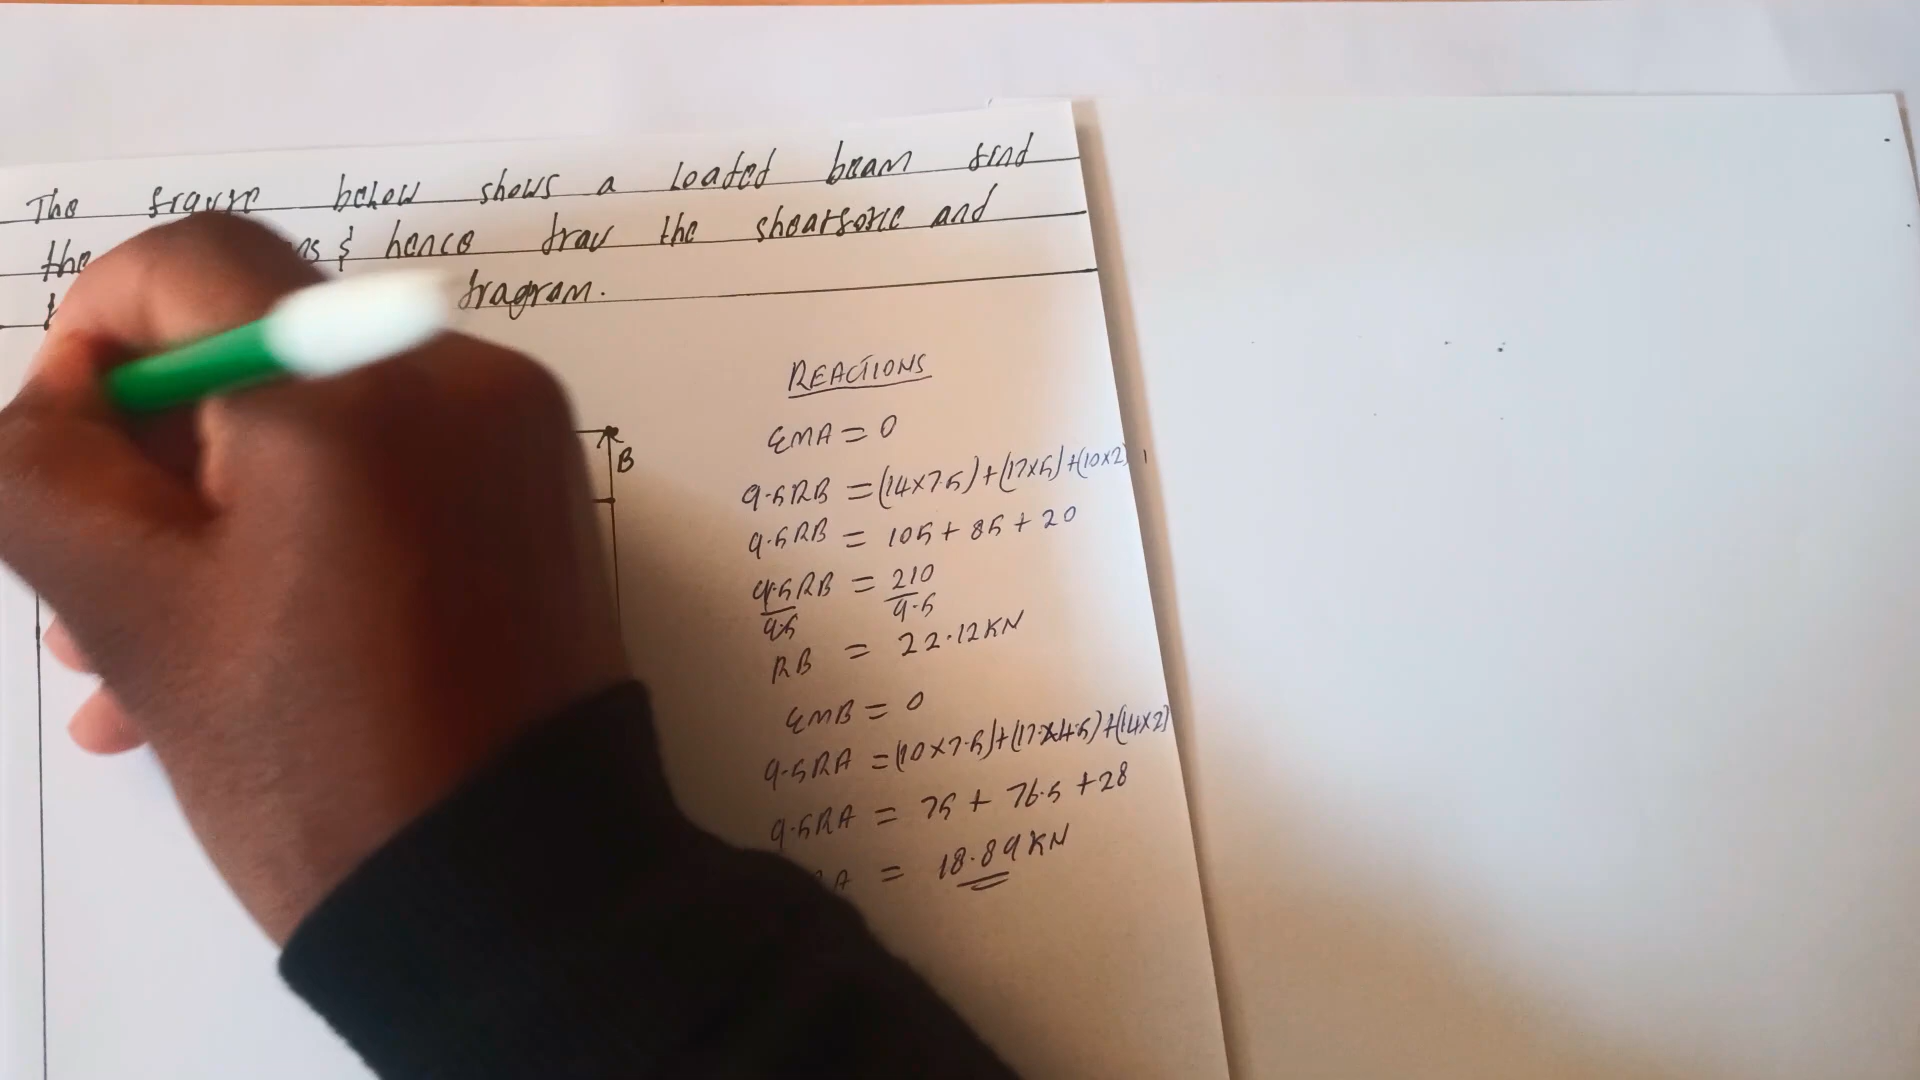 The figure below shows a Loaded beam find
the & hence draw the shearforce and
diagram.
REACTIONS
B
ΣMA = 0
9.5RB = (14×7.5)+(17×5)+(10×2)
9.5RB = 105 + 85 + 20
9.5RB = 210
9.5 9.5
RB = 22.12KN
ΣMB = 0
9.5RA = (10×7.5)+(17×4.5)+(14×2)
9.5RA = 75 + 76.5 + 28
A = 18.89KN